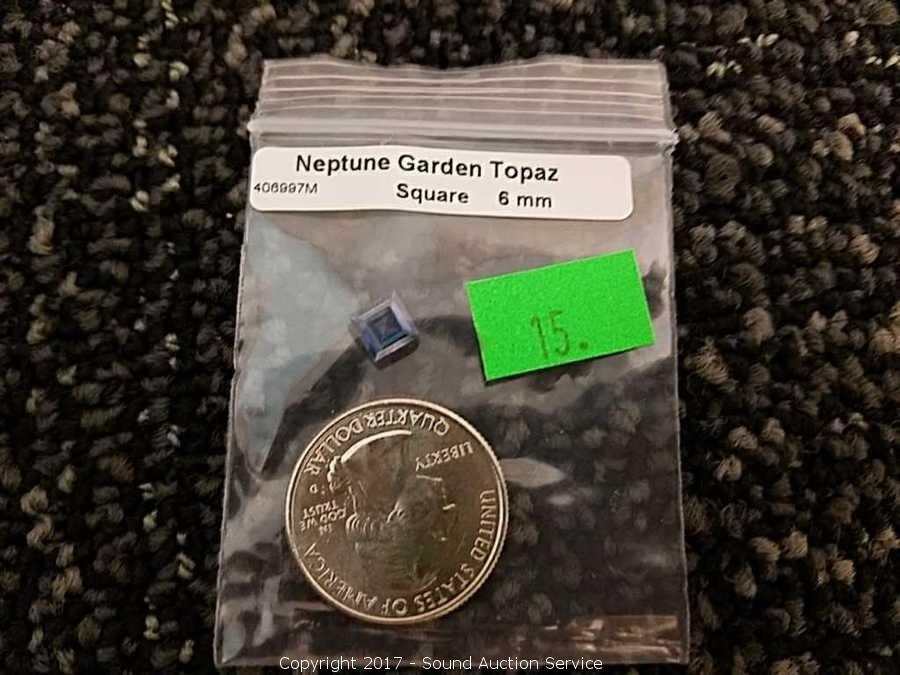 Neptune Garden Topaz
406997M
Square 6 mm
15.
UNITED STATES OF AMERICA
LIBERTY
QUARTER DOLLAR
IN
GOD WE
TRUST
D
Copyright 2017 - Sound Auction Service